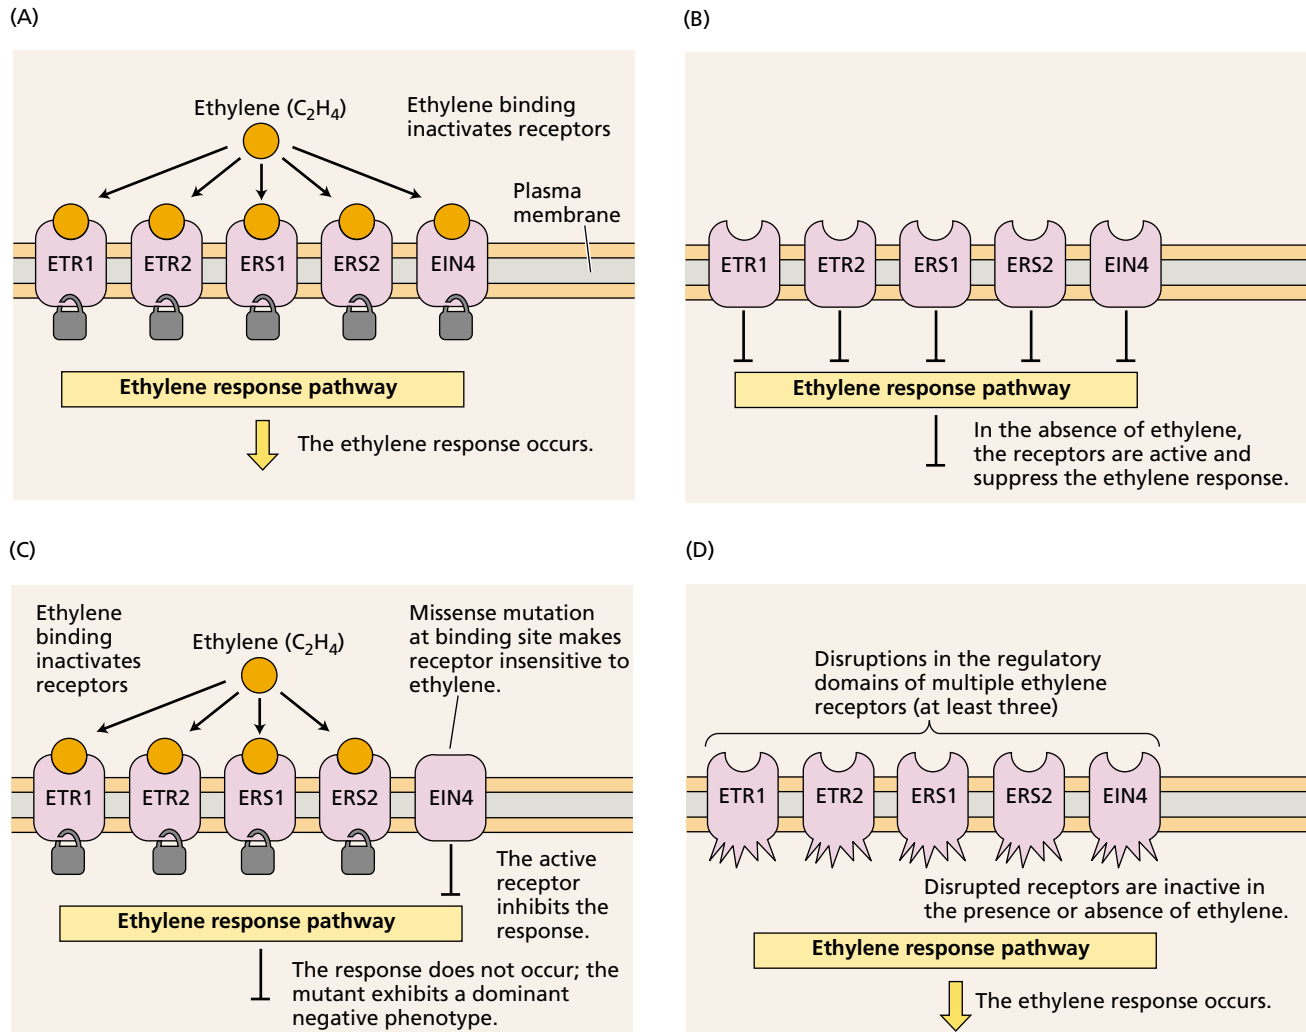 (A)
Ethylene (C₂H₄)
Ethylene binding
inactivates receptors
Plasma
membrane
ETR1
ETR2
ERS1
ERS2
EIN4
Ethylene response pathway
The ethylene response occurs.
(B)
ETR1
ETR2
ERS1
ERS2
EIN4
Ethylene response pathway
In the absence of ethylene,
the receptors are active and
suppress the ethylene response.
(C)
Ethylene
binding
inactivates
receptors
Ethylene (C₂H₄)
Missense mutation
at binding site makes
receptor insensitive to
ethylene.
ETR1
ETR2
ERS1
ERS2
EIN4
The active
receptor
inhibits the
response.
Ethylene response pathway
The response does not occur; the
mutant exhibits a dominant
negative phenotype.
(D)
Disruptions in the regulatory
domains of multiple ethylene
receptors (at least three)
ETR1
ETR2
ERS1
ERS2
EIN4
Disrupted receptors are inactive in
the presence or absence of ethylene.
Ethylene response pathway
The ethylene response occurs.